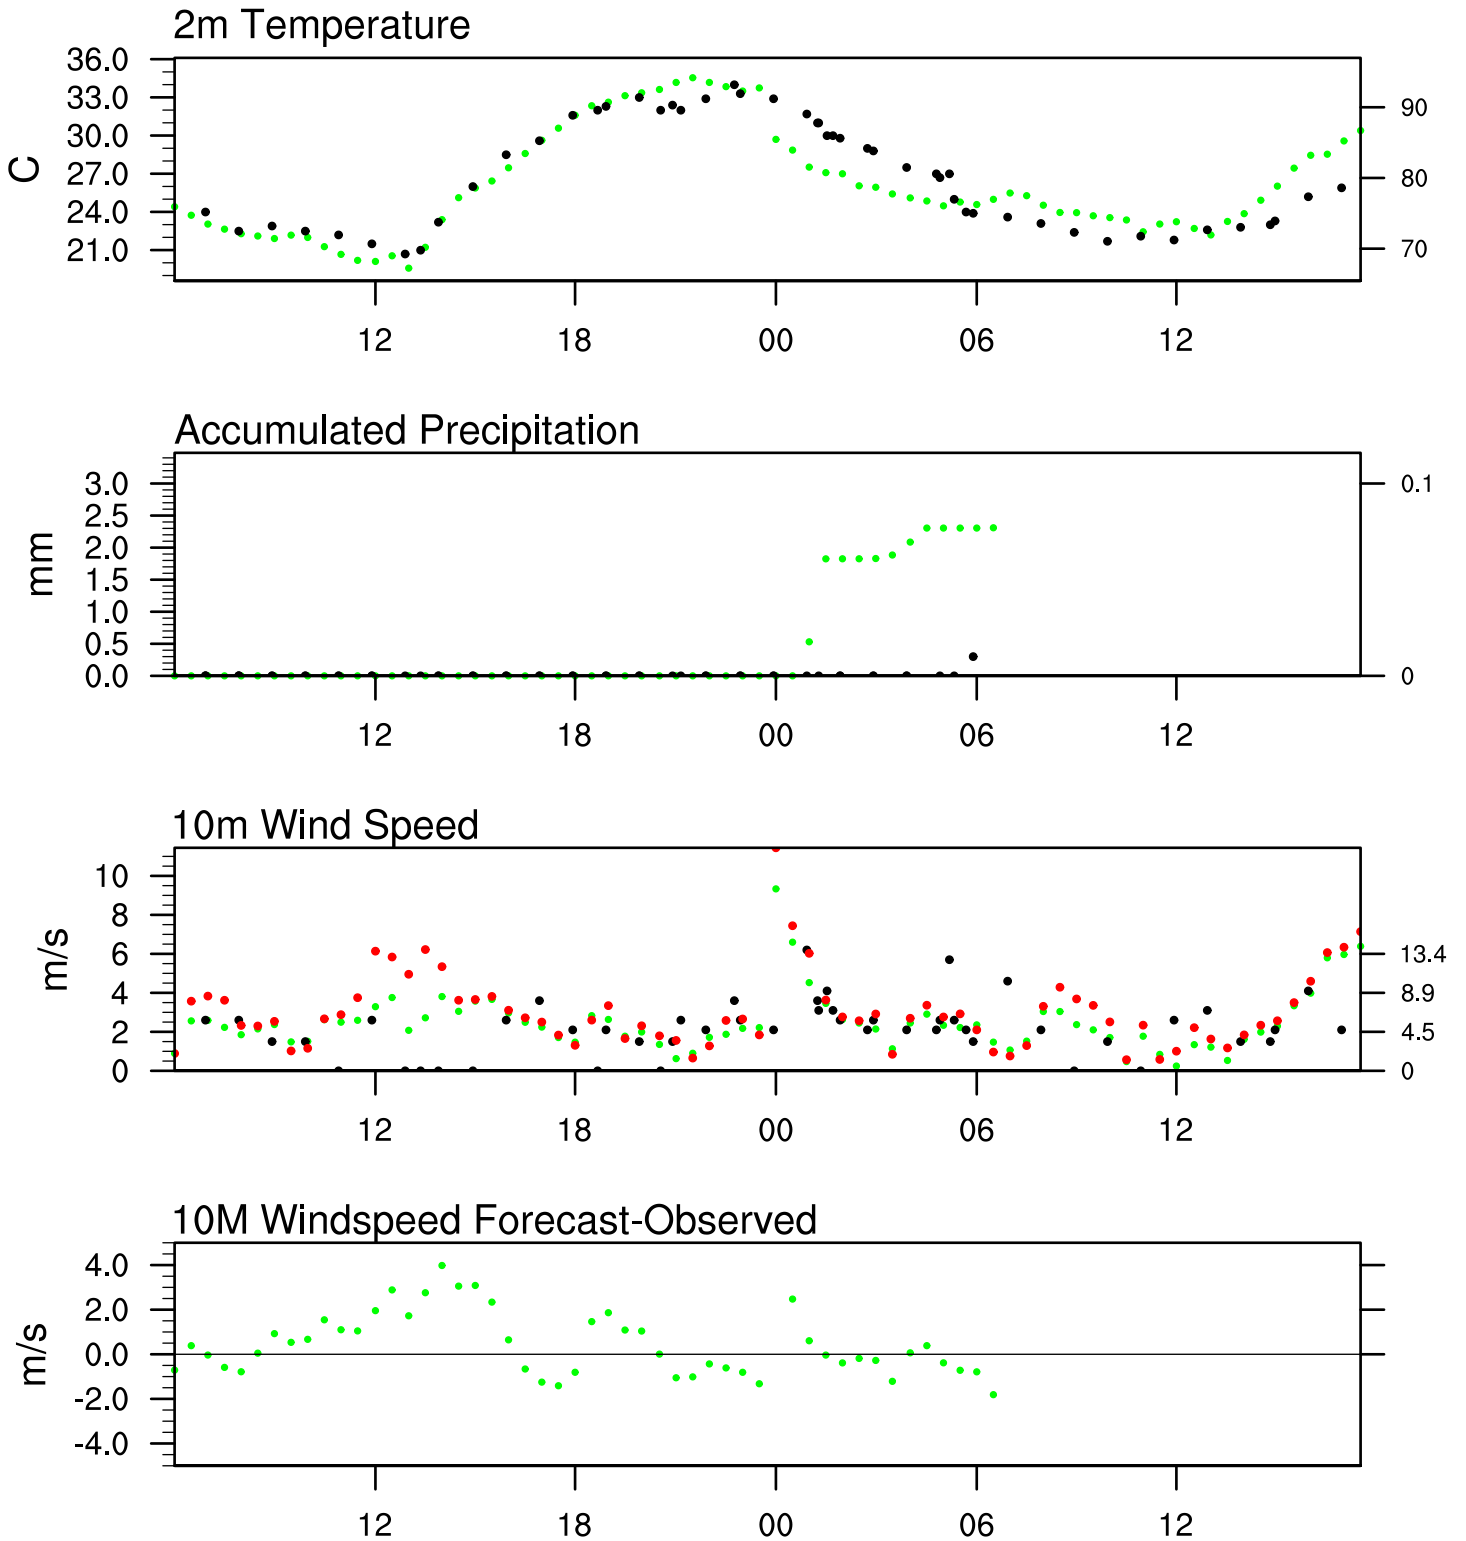 2m Temperature
36.0
33.0
30.0
27.0
24.0
21.0
C
90
80
70
12 18 00 06 12
Accumulated Precipitation
3.0
2.5
2.0
1.5
1.0
0.5
0.0
mm
0.1
0
12 18 00 06 12
10m Wind Speed
10
8
6
4
2
0
m/s
13.4
8.9
4.5
0
12 18 00 06 12
10M Windspeed Forecast-Observed
4.0
2.0
0.0
-2.0
-4.0
m/s
12 18 00 06 12